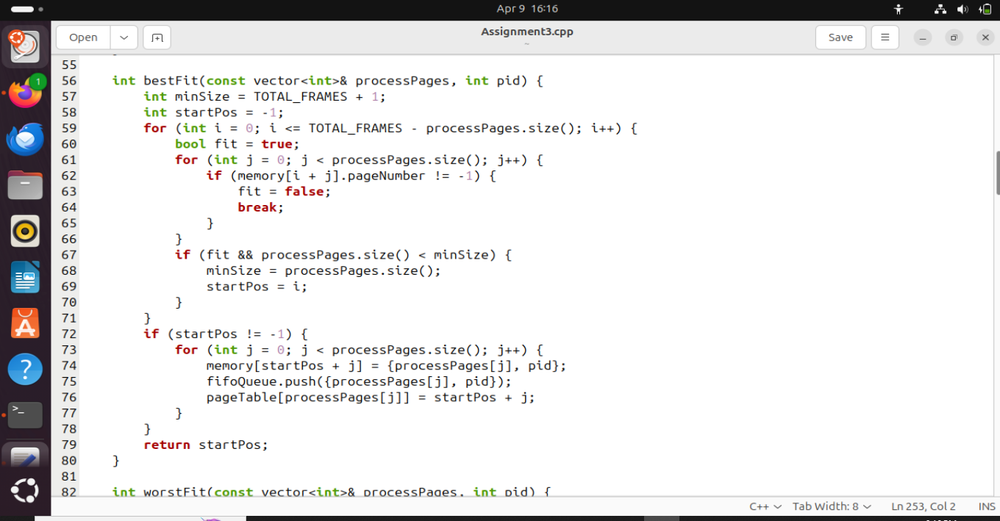 Apr 9 16:16
Open
Assignment3.cpp
~
Save
1
55
56 int bestFit(const vector<int>& processPages, int pid) {
57 int minSize = TOTAL_FRAMES + 1;
58 int startPos = -1;
59 for (int i = 0; i <= TOTAL_FRAMES - processPages.size(); i++) {
60 bool fit = true;
61 for (int j = 0; j < processPages.size(); j++) {
62 if (memory[i + j].pageNumber != -1) {
63 fit = false;
64 break;
65 }
66 }
67 if (fit && processPages.size() < minSize) {
68 minSize = processPages.size();
69 startPos = i;
70 }
71 }
72 if (startPos != -1) {
73 for (int j = 0; j < processPages.size(); j++) {
74 memory[startPos + j] = {processPages[j], pid};
75 fifoQueue.push({processPages[j], pid});
76 pageTable[processPages[j]] = startPos + j;
77 }
78 }
79 return startPos;
80 }
81
82 int worstFit(const vector<int>& processPages, int pid) {
C++ Tab Width: 8 Ln 253, Col 2 INS